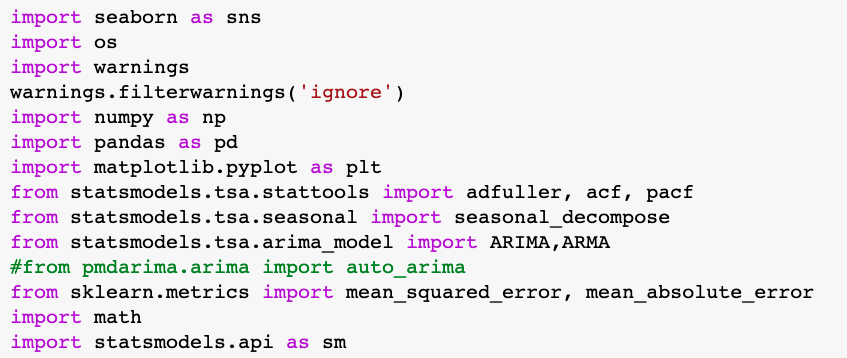 import seaborn as sns
import os
import warnings
warnings.filterwarnings('ignore')
import numpy as np
import pandas as pd
import matplotlib.pyplot as plt
from statsmodels.tsa.stattools import adfuller, acf, pacf
from statsmodels.tsa.seasonal import seasonal_decompose
from statsmodels.tsa.arima_model import ARIMA,ARMA
#from pmdarima.arima import auto_arima
from sklearn.metrics import mean_squared_error, mean_absolute_error
import math
import statsmodels.api as sm